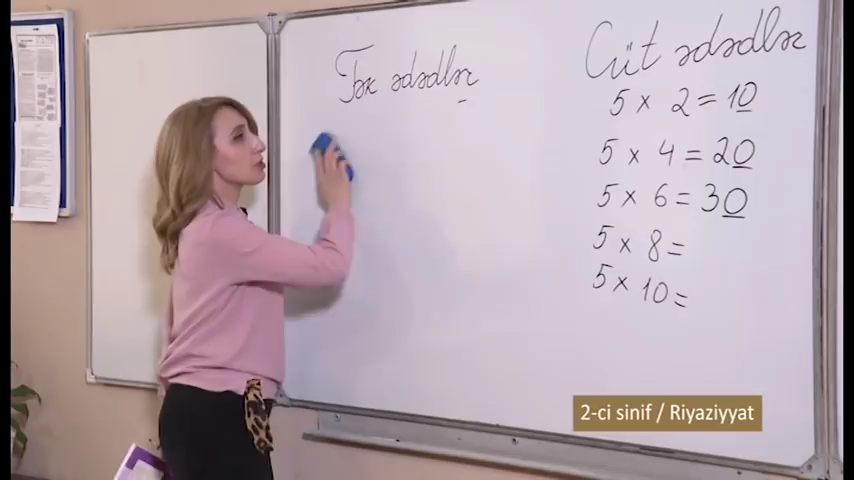 Tək ədədlər
Cüt ədədlər
5 x 2 = 10
5 x 4 = 20
5 x 6 = 30
5 x 8 =
5 x 10 =
2-ci sinif / Riyaziyyat